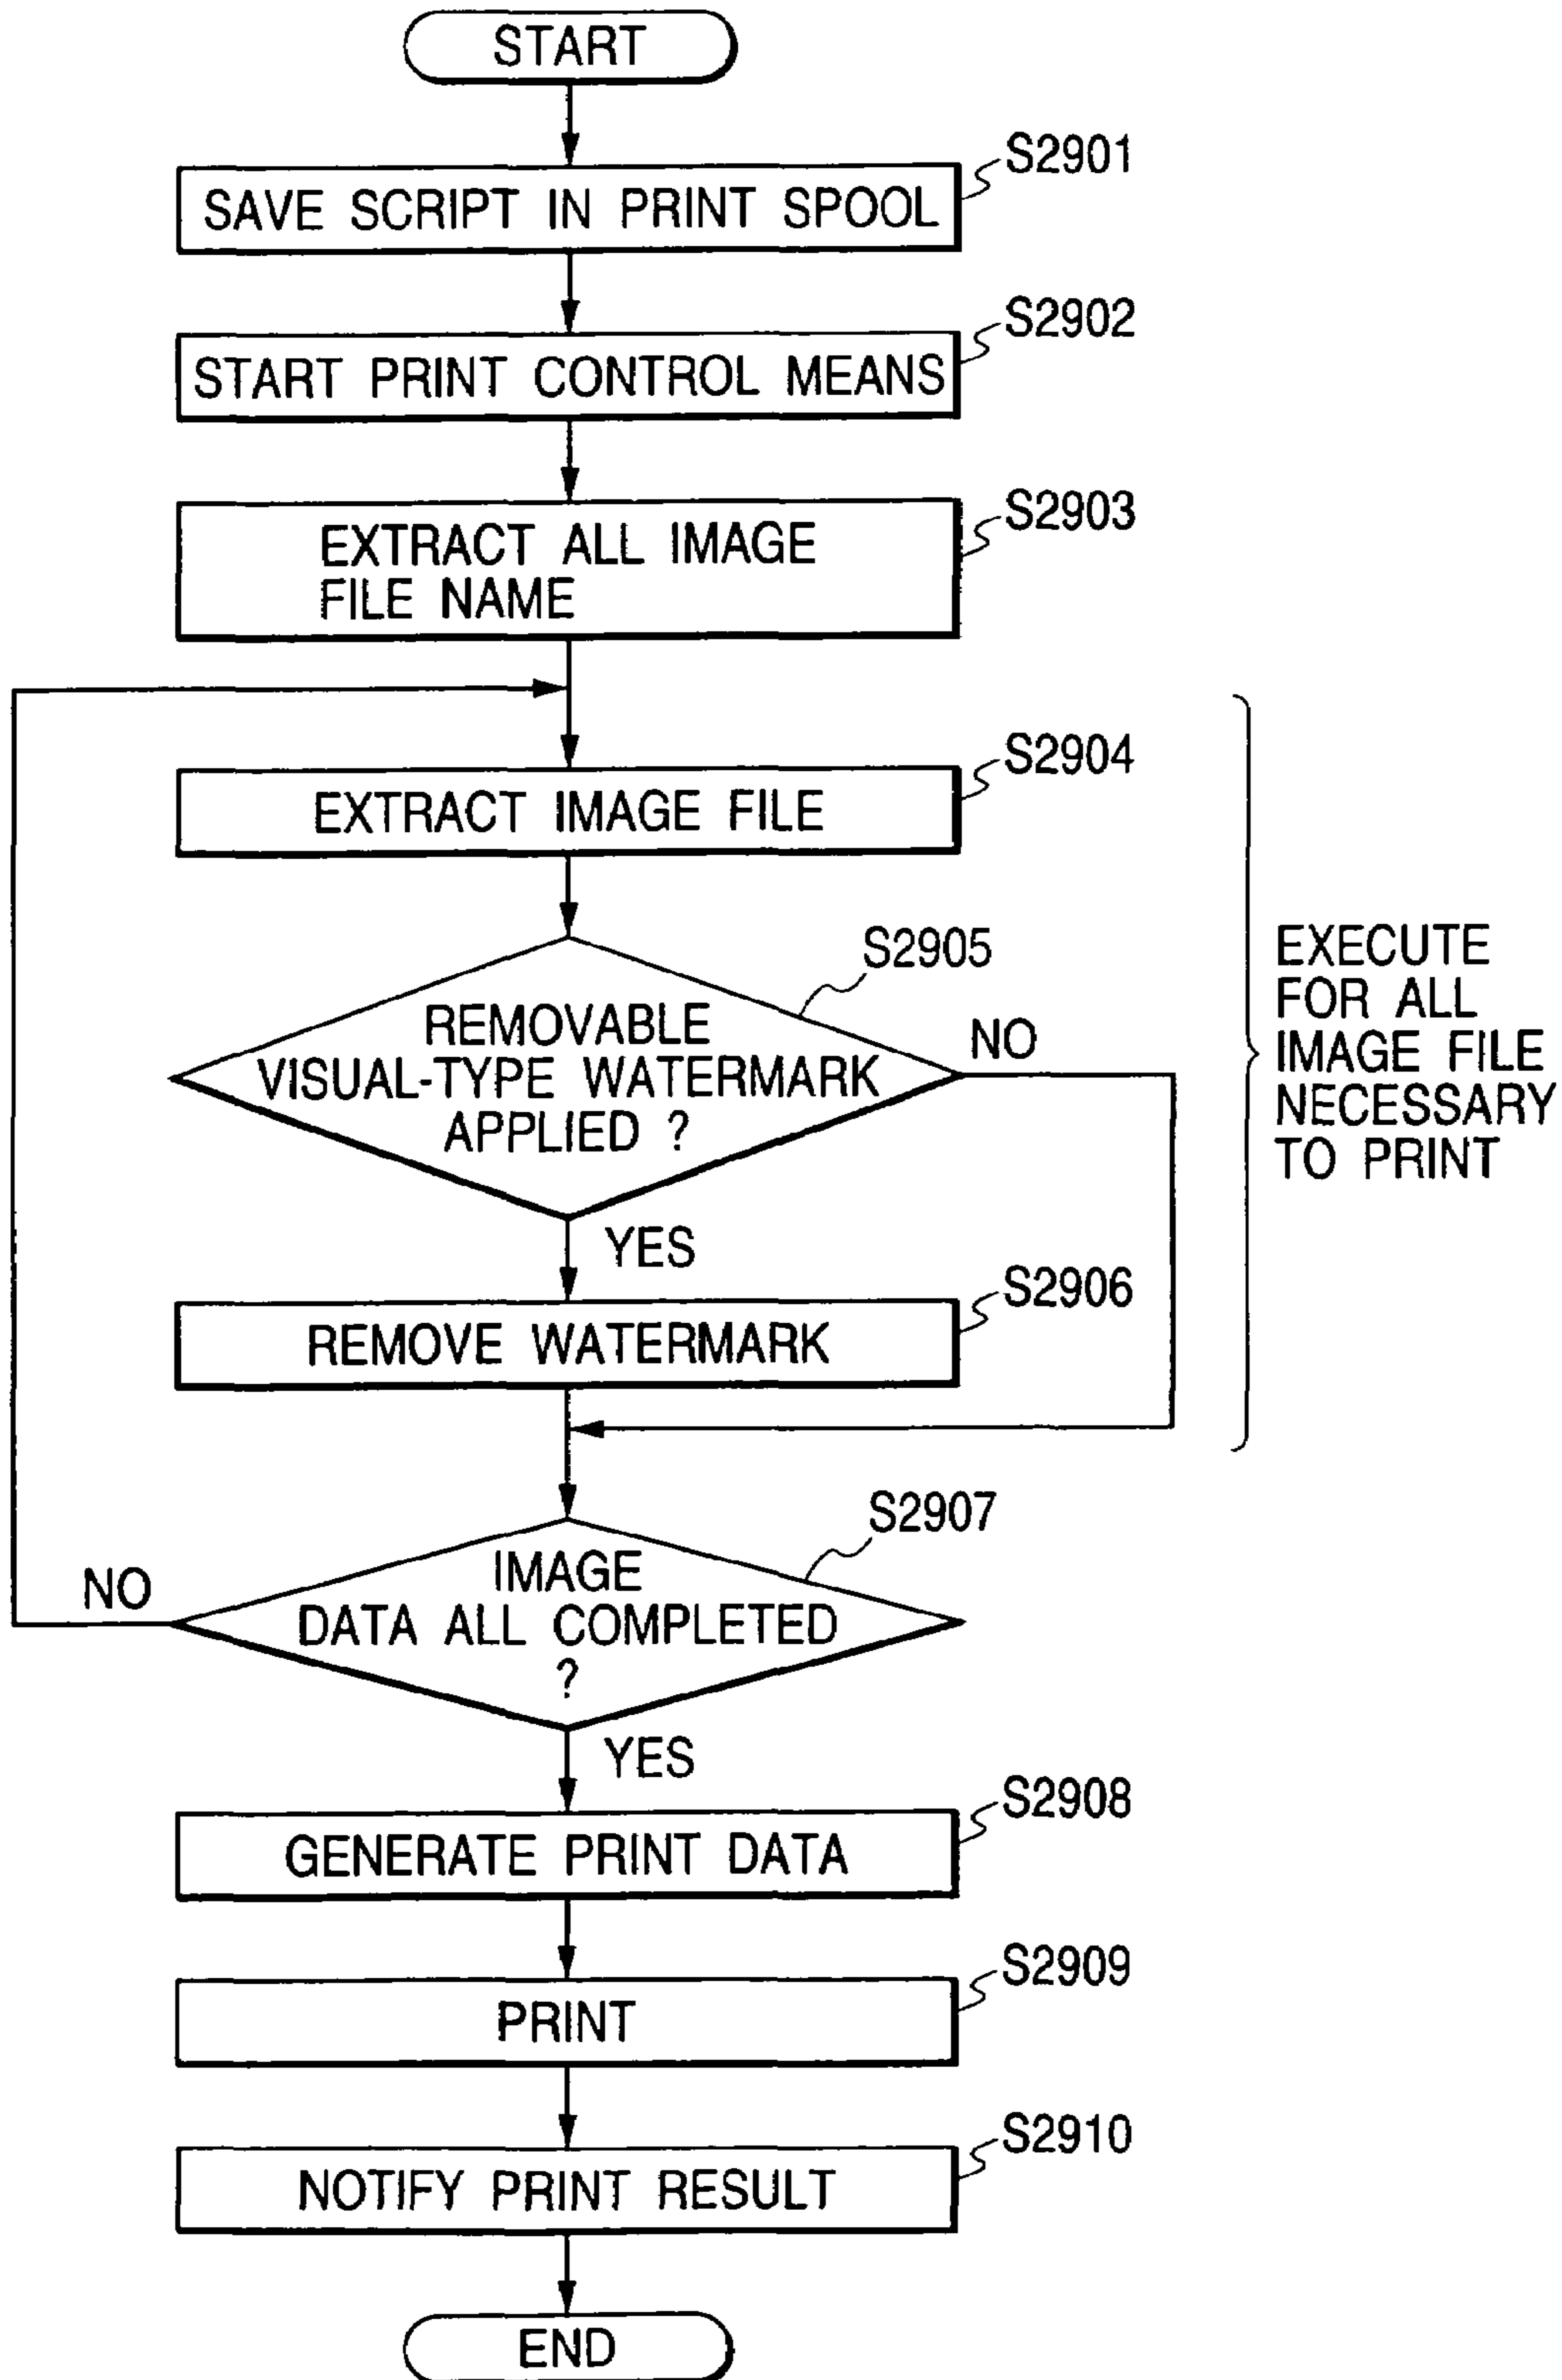 START
S2901
SAVE SCRIPT IN PRINT SPOOL
S2902
START PRINT CONTROL MEANS
S2903
EXTRACT ALL IMAGE
FILE NAME
S2904
EXTRACT IMAGE FILE
S2905
REMOVABLE
VISUAL-TYPE WATERMARK
APPLIED ?
NO
YES
EXECUTE
FOR ALL
IMAGE FILE
NECESSARY
TO PRINT
S2906
REMOVE WATERMARK
S2907
IMAGE
DATA ALL COMPLETED
?
NO
YES
S2908
GENERATE PRINT DATA
S2909
PRINT
S2910
NOTIFY PRINT RESULT
END